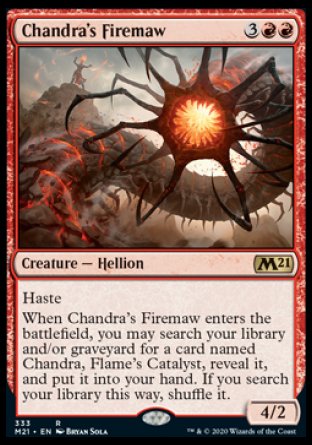 Chandra's Firemaw 3
Creature — Hellion M21
Haste
When Chandra's Firemaw enters the
battlefield, you may search your library
and/or graveyard for a card named
Chandra, Flame's Catalyst, reveal it,
and put it into your hand. If you search
your library this way, shuffle it.
4/2
333 R
M21 • EN BRYAN SOLA
™ & © 2020 Wizards of the Coast